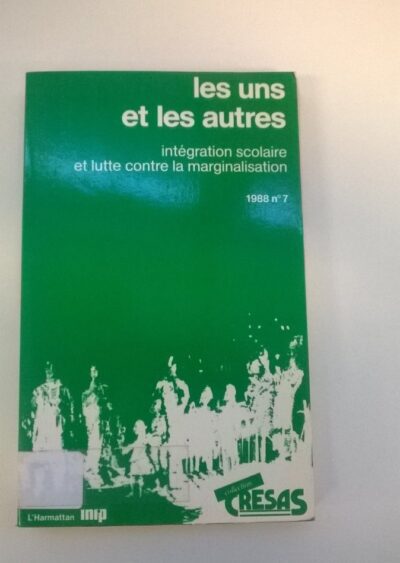 les uns
et les autres
intégration scolaire
et lutte contre la marginalisation
1988 n° 7
collection
CRESAS
L'Harmattan inrp